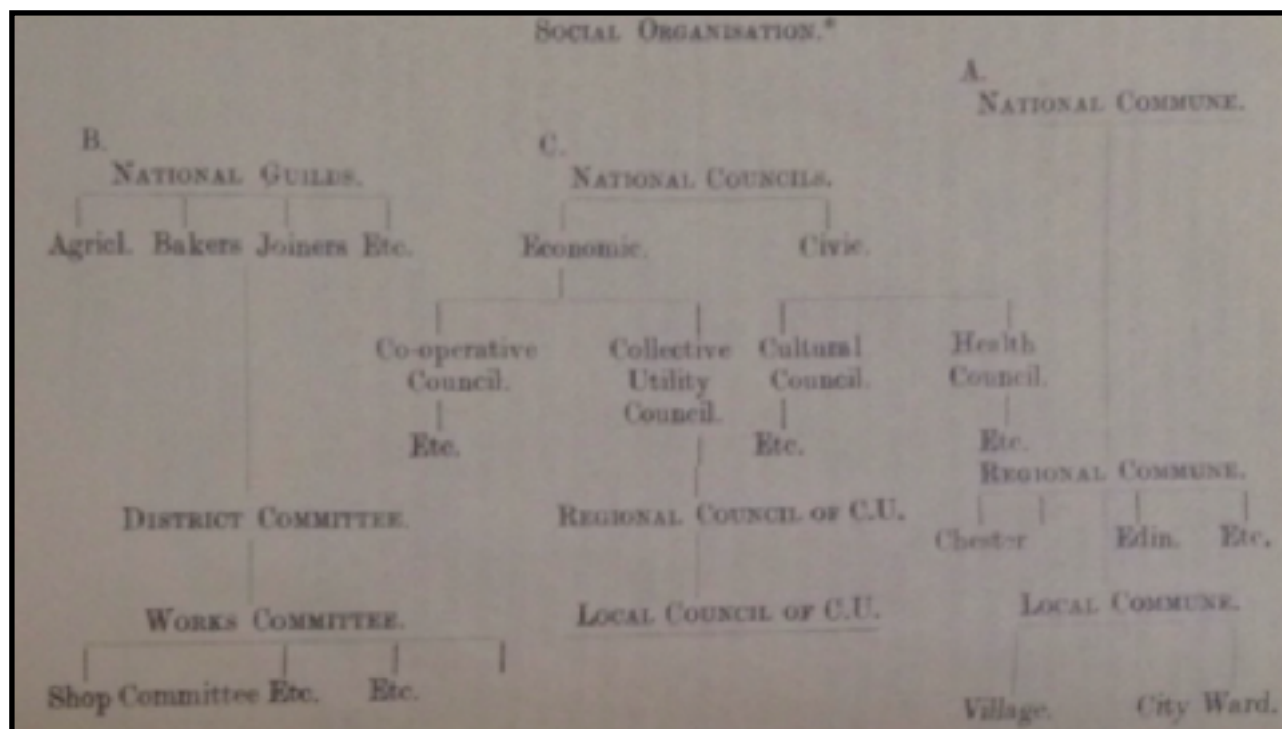 SOCIAL ORGANISATION.*
A.
NATIONAL COMMUNE.
B.
NATIONAL GUILDS.
C.
NATIONAL COUNCILS.
Agricl. Bakers Joiners Etc.
Economic. Civic.
Co-operative Council.
Collective Utility Council.
Cultural Council.
Health Council.
Etc.
Etc.
Etc.
REGIONAL COMMUNE.
DISTRICT COMMITTEE.
REGIONAL COUNCIL OF C.U.
Chester Edin. Etc.
WORKS COMMITTEE.
LOCAL COUNCIL OF C.U.
LOCAL COMMUNE.
Shop Committee Etc. Etc.
Village. City Ward.